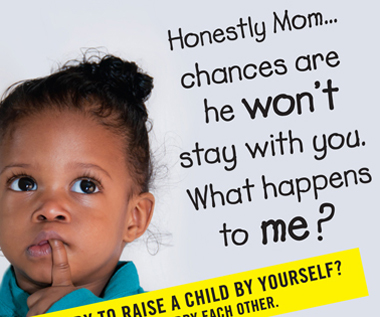 Honestly Mom...
chances are
he won't
stay with you.
What happens
to me?
TO RAISE A CHILD BY YOURSELF?
EACH OTHER.